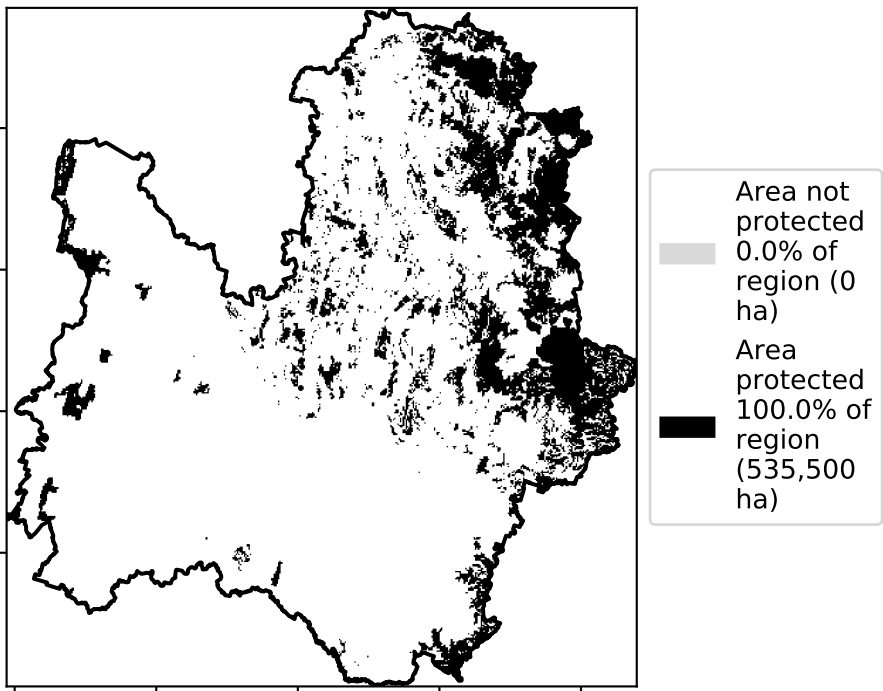 Area not
protected
0.0% of
region (0
ha)
Area
protected
100.0% of
region
(535,500
ha)